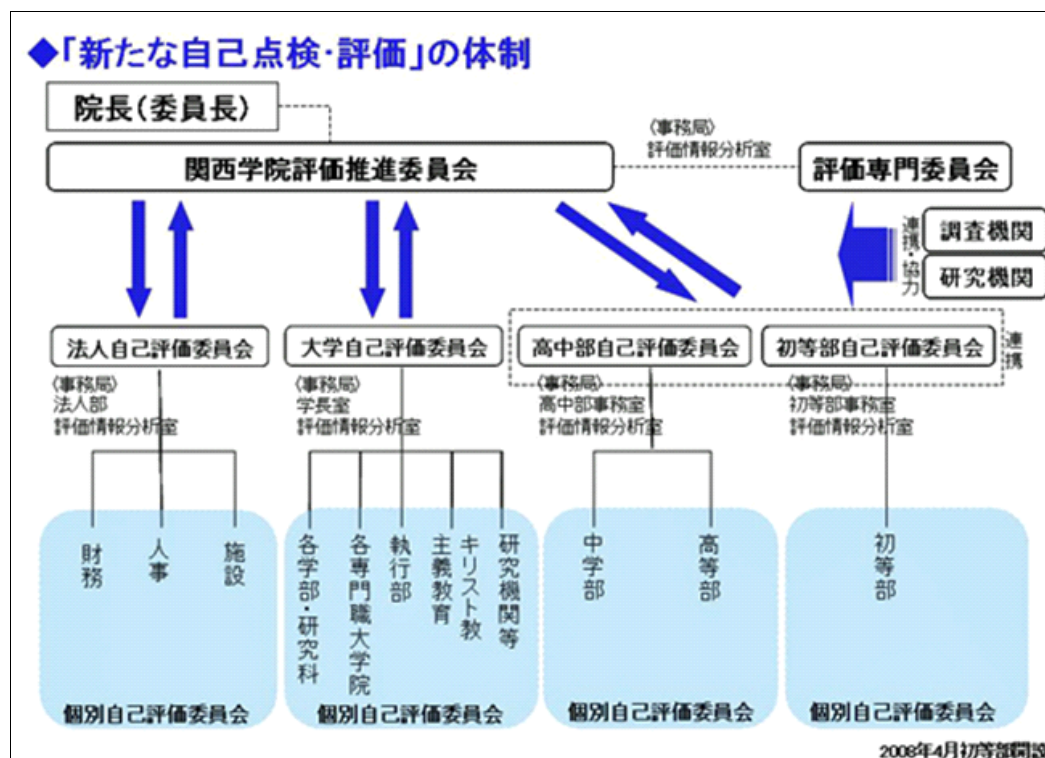 ◆「新たな自己点検・評価」の体制
院長(委員長)
〈事務局〉
評価情報分析室
関西学院評価推進委員会
評価専門委員会
調査機関
研究機関
連携・協力
法人自己評価委員会
大学自己評価委員会
高中部自己評価委員会
初等部自己評価委員会
連携
〈事務局〉
法人部
評価情報分析室
〈事務局〉
学長室
評価情報分析室
〈事務局〉
高中部事務室
評価情報分析室
〈事務局〉
初等部事務室
評価情報分析室
財務
人事
施設
各学部・研究科
各専門職大学院
執行部
キリスト教
主義教育
研究機関等
中学部
高等部
初等部
個別自己評価委員会
個別自己評価委員会
個別自己評価委員会
個別自己評価委員会
2008年4月初等部開設